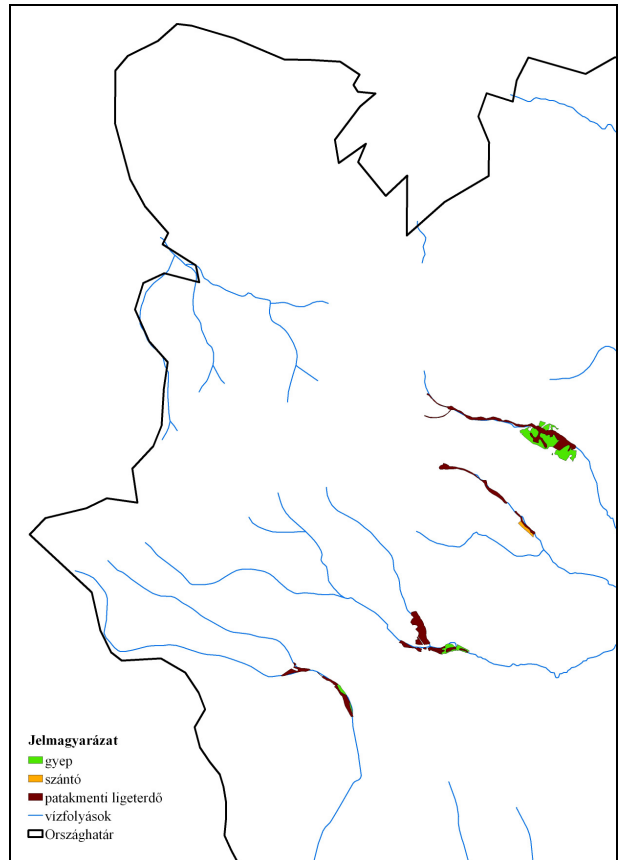 Jelmagyarázat
gyep
szántó
patakmenti ligeterdő
vízfolyások
Országhatár